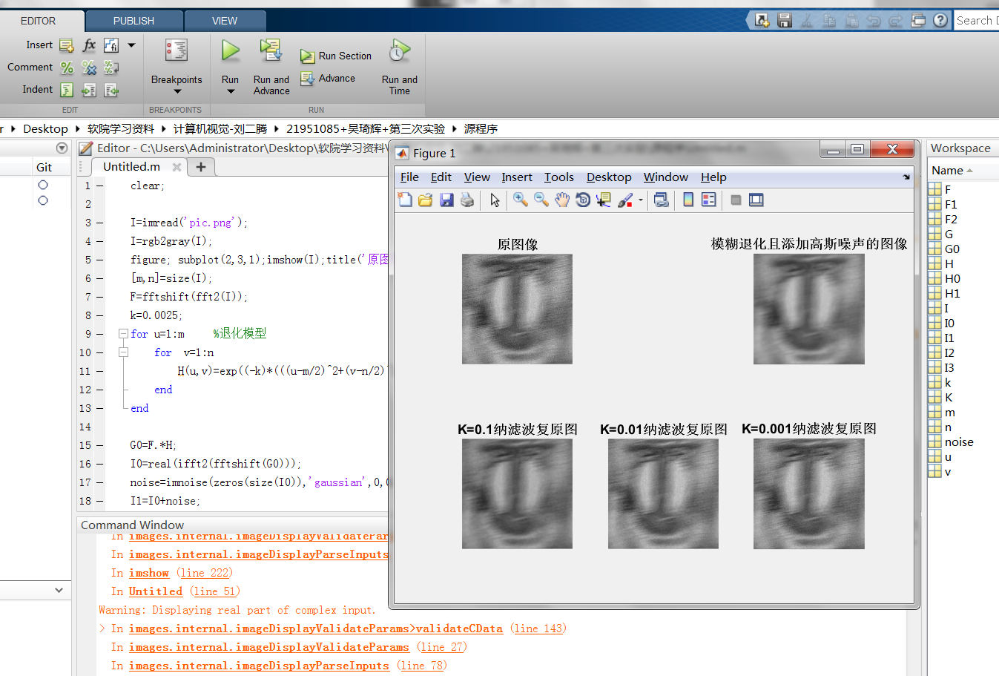 EDITOR PUBLISH VIEW
Search
Insert fx
Comment
Indent
Breakpoints
Run
Run and Advance
Run Section
Advance
Run and Time
EDIT BREAKPOINTS RUN
r Desktop 软院学习资料 计算机视觉-刘二腾 21951085+吴琦辉+第三次实验 源程序
Git
Editor - C:\Users\Administrator\Desktop\软院学习资料\
Untitled.m
1 clear;
2
3 I=imread('pic.png');
4 I=rgb2gray(I);
5 figure; subplot(2,3,1);imshow(I);title('原图
6 [m,n]=size(I);
7 F=fftshift(fft2(I));
8 k=0.0025;
9 for u=1:m %退化模型
10 for v=1:n
11 H(u,v)=exp((-k)*(((u-m/2)^2+(v-n/2)
12 end
13 end
14
15 G0=F.*H;
16 I0=real(ifft2(fftshift(G0)));
17 noise=imnoise(zeros(size(I0)),'gaussian',0,
18 I1=I0+noise;
Command Window
In images.internal.imageDisplayValidatePara
In images.internal.imageDisplayParseInputs
In imshow (line 222)
In Untitled (line 51)
Warning: Displaying real part of complex input.
> In images.internal.imageDisplayValidateParams>validateCData (line 143)
In images.internal.imageDisplayValidateParams (line 27)
In images.internal.imageDisplayParseInputs (line 78)
Figure 1
File Edit View Insert Tools Desktop Window Help
原图像
模糊退化且添加高斯噪声的图像
K=0.1纳滤波复原图
K=0.01纳滤波复原图
K=0.001纳滤波复原图
Workspace
Name
F
F1
F2
G
G0
H
H0
H1
I
I0
I1
I2
I3
k
K
m
n
noise
u
v